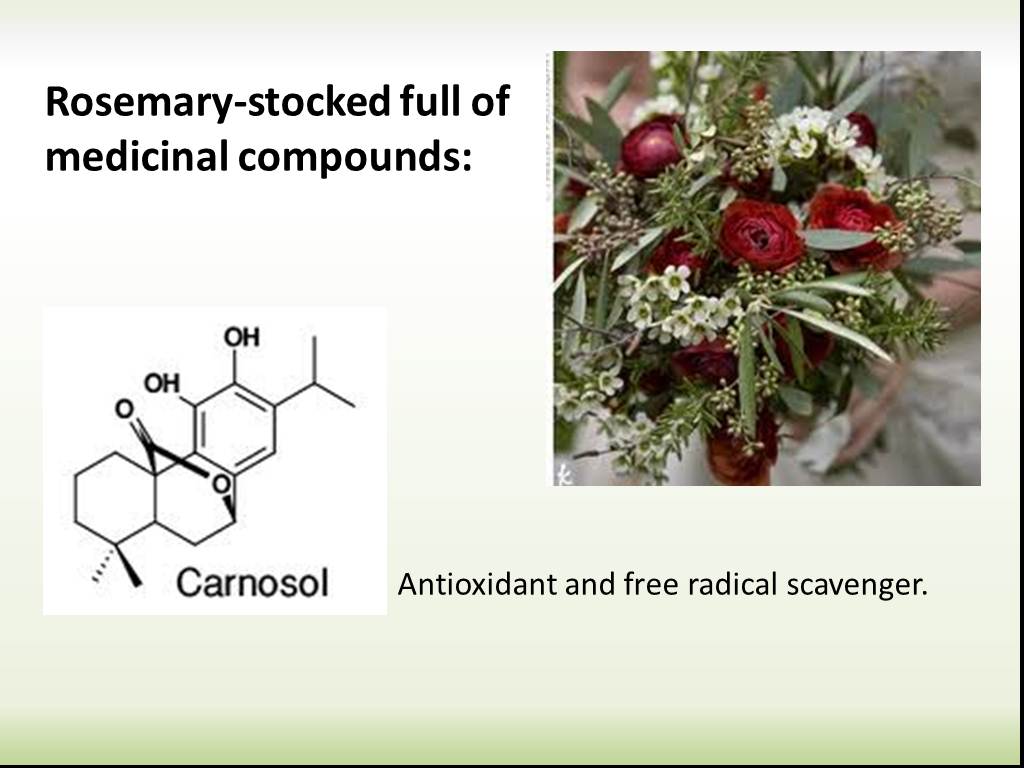 Rosemary-stocked full of
medicinal compounds:
OH
OH
O
O
Carnosol
Antioxidant and free radical scavenger.